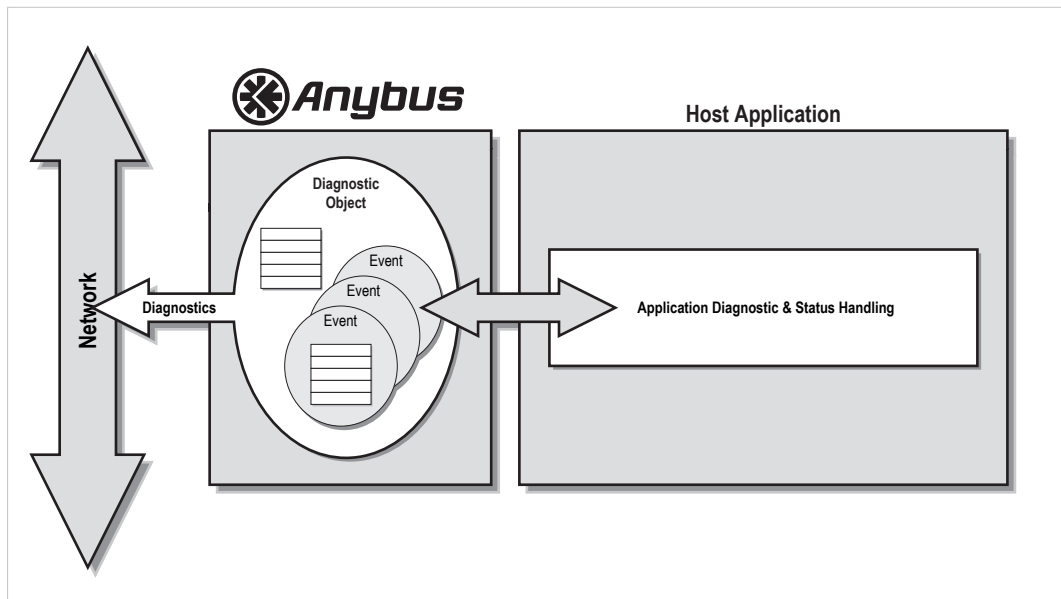 Anybus
Host Application
Diagnostic
Object
Event
Event
Event
Network
Diagnostics
Application Diagnostic & Status Handling